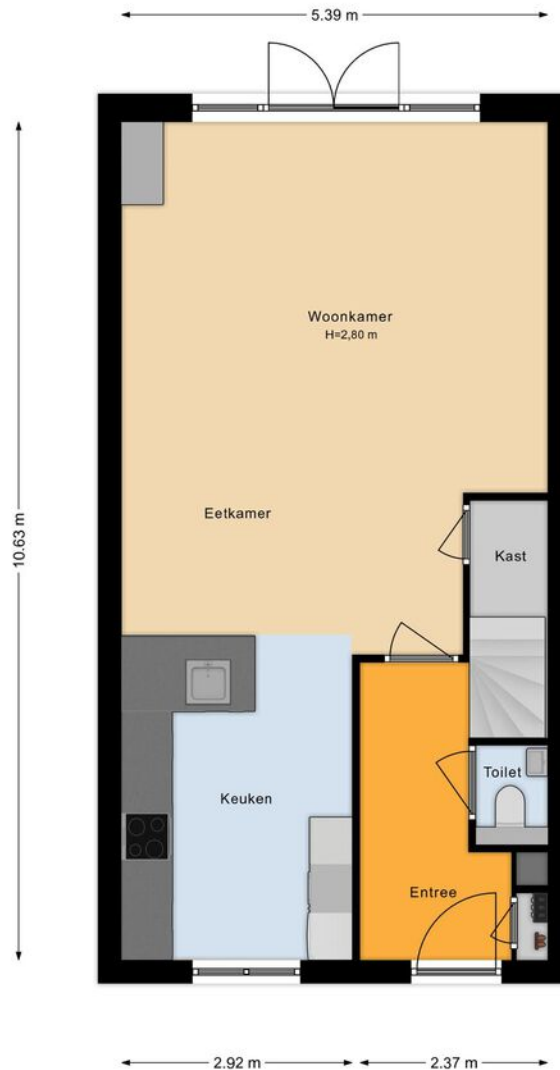 5.39 m
Woonkamer
H=2,80 m
Eetkamer
10.63 m
Kast
Toilet
Keuken
Entree
2.92 m
2.37 m